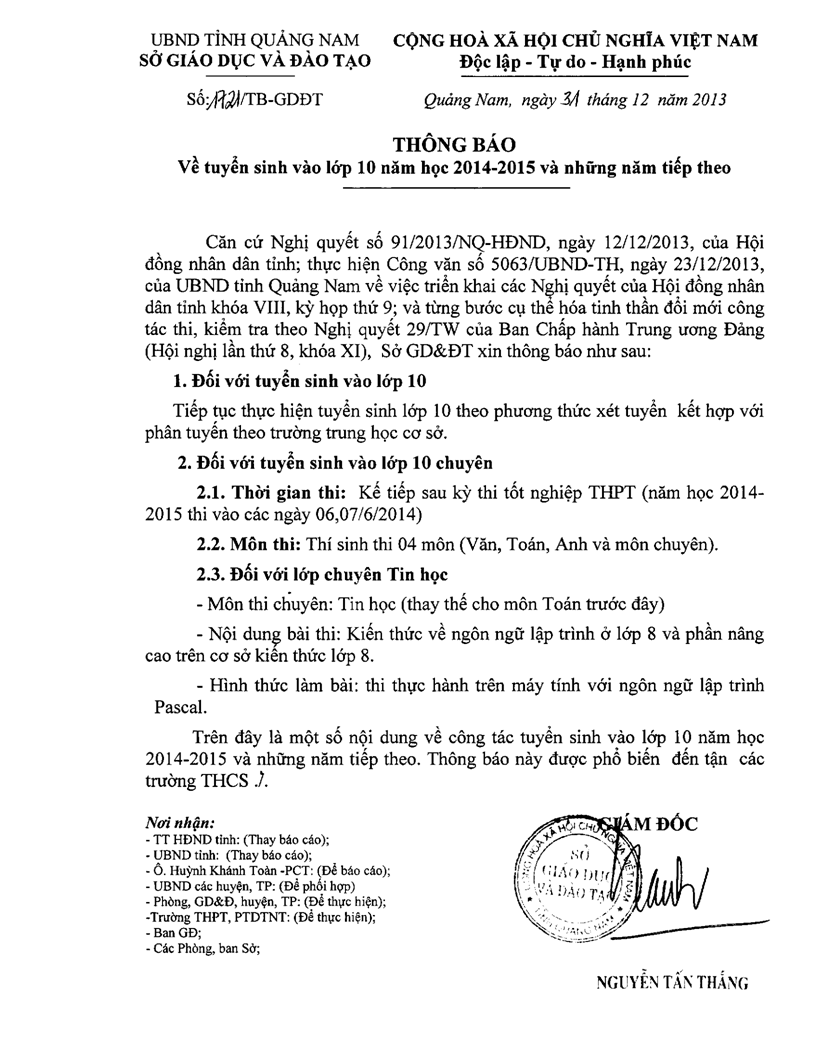 UBND TỈNH QUẢNG NAM
SỞ GIÁO DỤC VÀ ĐÀO TẠO
CỘNG HOÀ XÃ HỘI CHỦ NGHĨA VIỆT NAM
Độc lập - Tự do - Hạnh phúc
Số:1721/TB-GDĐT
Quảng Nam, ngày 31 tháng 12 năm 2013
THÔNG BÁO
Về tuyển sinh vào lớp 10 năm học 2014-2015 và những năm tiếp theo
Căn cứ Nghị quyết số 91/2013/NQ-HĐND, ngày 12/12/2013, của Hội
đồng nhân dân tỉnh; thực hiện Công văn số 5063/UBND-TH, ngày 23/12/2013,
của UBND tỉnh Quảng Nam về việc triển khai các Nghị quyết của Hội đồng nhân
dân tỉnh khóa VIII, kỳ họp thứ 9; và từng bước cụ thể hóa tinh thần đổi mới công
tác thi, kiểm tra theo Nghị quyết 29/TW của Ban Chấp hành Trung ương Đảng
(Hội nghị lần thứ 8, khóa XI), Sở GD&ĐT xin thông báo như sau:
1. Đối với tuyển sinh vào lớp 10
Tiếp tục thực hiện tuyển sinh lớp 10 theo phương thức xét tuyển kết hợp với
phân tuyến theo trường trung học cơ sở.
2. Đối với tuyển sinh vào lớp 10 chuyên
2.1. Thời gian thi: Kế tiếp sau kỳ thi tốt nghiệp THPT (năm học 2014-
2015 thi vào các ngày 06,07/6/2014)
2.2. Môn thi: Thí sinh thi 04 môn (Văn, Toán, Anh và môn chuyên).
2.3. Đối với lớp chuyên Tin học
- Môn thi chuyên: Tin học (thay thế cho môn Toán trước đây)
- Nội dung bài thi: Kiến thức về ngôn ngữ lập trình ở lớp 8 và phần nâng
cao trên cơ sở kiến thức lớp 8.
- Hình thức làm bài: thi thực hành trên máy tính với ngôn ngữ lập trình
Pascal.
Trên đây là một số nội dung về công tác tuyển sinh vào lớp 10 năm học
2014-2015 và những năm tiếp theo. Thông báo này được phổ biến đến tận các
trường THCS ./.
Nơi nhận:
- TT HĐND tỉnh: (Thay báo cáo);
- UBND tỉnh: (Thay báo cáo);
- Ô. Huỳnh Khánh Toàn -PCT: (Để báo cáo);
- UBND các huyện, TP: (Để phối hợp)
- Phòng, GD&Đ, huyện, TP: (Để thực hiện);
-Trường THPT, PTDTNT: (Để thực hiện);
- Ban GĐ;
- Các Phòng, ban Sở;
GIÁM ĐỐC
CỘNG HOÀ XÃ HỘI CHỦ NGHĨA VIỆT NAM
SỞ
GIÁO DỤC
VÀ ĐÀO TẠO
TỈNH QUẢNG NAM
NGUYỄN TẤN THẮNG